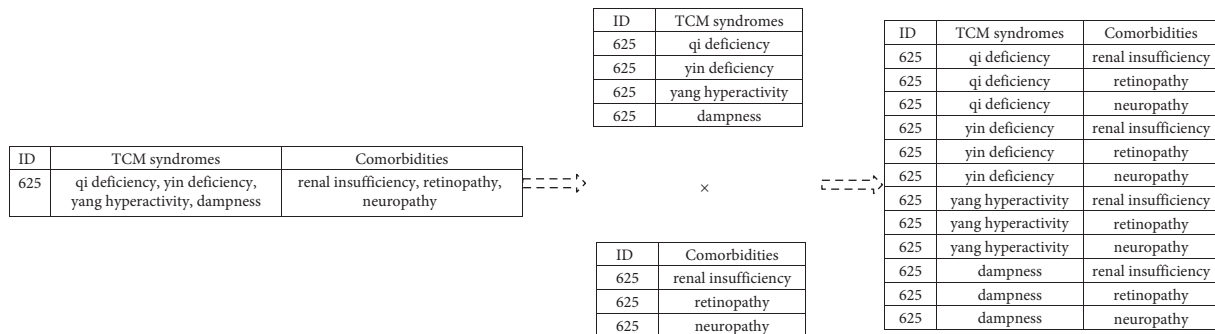 ID TCM syndromes Comorbidities
625 qi deficiency, yin deficiency, yang hyperactivity, dampness renal insufficiency, retinopathy, neuropathy
ID TCM syndromes
625 qi deficiency
625 yin deficiency
625 yang hyperactivity
625 dampness
×
ID Comorbidities
625 renal insufficiency
625 retinopathy
625 neuropathy
ID TCM syndromes Comorbidities
625 qi deficiency renal insufficiency
625 qi deficiency retinopathy
625 qi deficiency neuropathy
625 yin deficiency renal insufficiency
625 yin deficiency retinopathy
625 yin deficiency neuropathy
625 yang hyperactivity renal insufficiency
625 yang hyperactivity retinopathy
625 yang hyperactivity neuropathy
625 dampness renal insufficiency
625 dampness retinopathy
625 dampness neuropathy